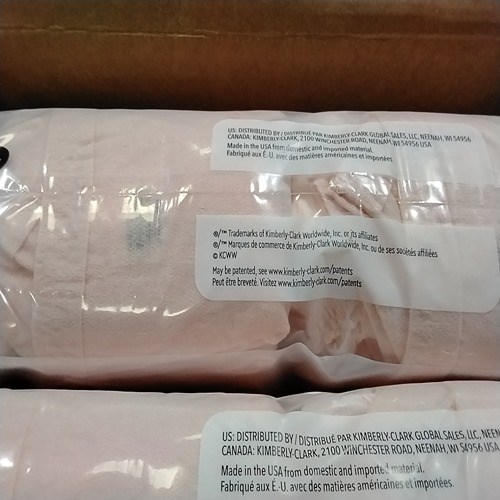 US: DISTRIBUTED BY / DISTRIBUÉ PAR KIMBERLY-CLARK GLOBAL SALES, LLC, NEENAH, WI 54956
CANADA: KIMBERLY-CLARK, 2100 WINCHESTER ROAD, NEENAH, WI 54956 USA
Made in the USA from domestic and imported material.
Fabriqué aux É.-U. avec des matières américaines et importées
®/™ Trademarks of Kimberly-Clark Worldwide, Inc. or its affiliates
®/™ Marques de commerce de Kimberly-Clark Worldwide, Inc. ou de ses sociétés affiliées
© KCWW
May be patented, see www.kimberly-clark.com/patents
Peut être breveté. Visitez www.kimberly-clark.com/patents
US: DISTRIBUTED BY / DISTRIBUÉ PAR KIMBERLY-CLARK GLOBAL SALES, LLC, NEEN
CANADA: KIMBERLY-CLARK, 2100 WINCHESTER ROAD, NEENAH, WI 54956 USA
Made in the USA from domestic and imported material.
Fabriqué aux É.-U. avec des matières américaines et importées.